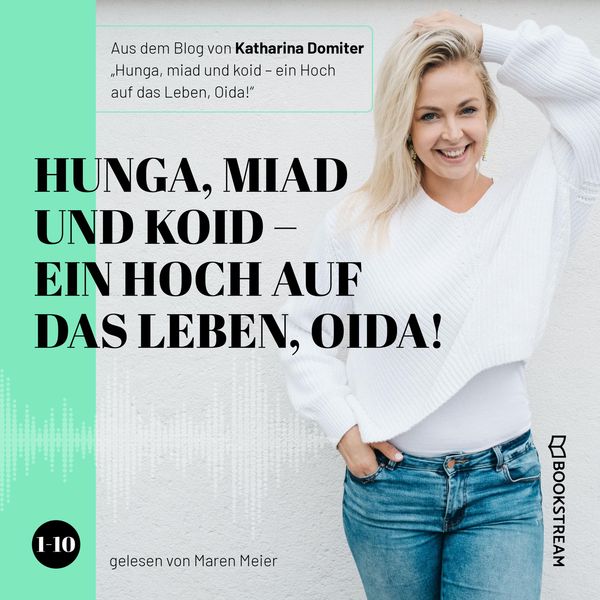 Aus dem Blog von Katharina Domiter
„Hunga, miad und koid – ein Hoch
auf das Leben, Oida!“
HUNGA, MIAD
UND KOID –
EIN HOCH AUF
DAS LEBEN, OIDA!
BOOKSTREAM
1-10
gelesen von Maren Meier